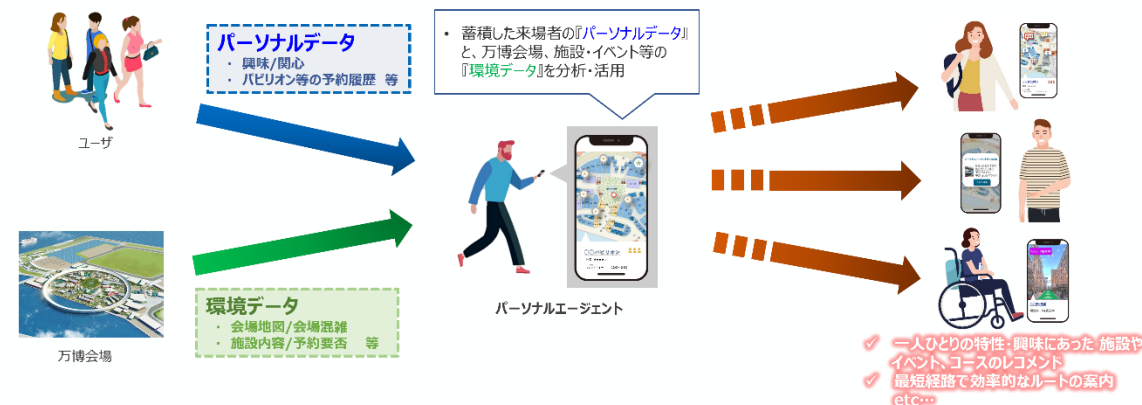 パーソナルデータ
・ 興味/関心
・ パビリオン等の予約履歴 等
ユーザ
• 蓄積した来場者の『パーソナルデータ』
と、万博会場、施設・イベント等の
『環境データ』を分析・活用
〇〇パビリオン
パーソナルエージェント
環境データ
・ 会場地図/会場混雑
・ 施設内容/予約要否 等
万博会場
✓ 一人ひとりの特性・興味にあった 施設や
イベント、コースのレコメンド
✓ 最短経路で効率的なルートの案内
etc…